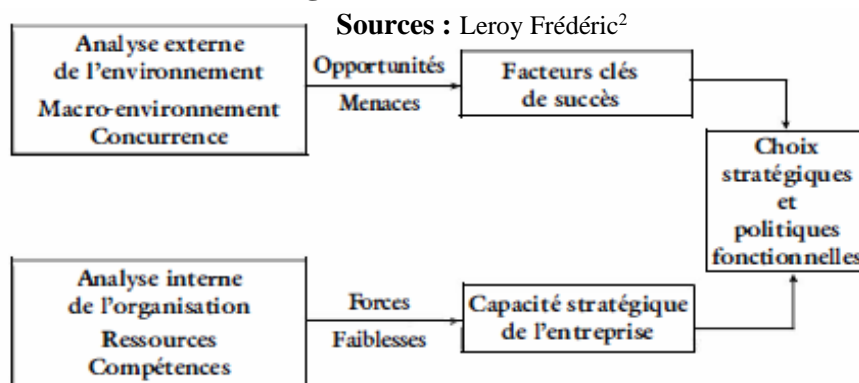 Sources : Leroy Frédéric²
Analyse externe
de l'environnement
Macro-environnement
Concurrence
Opportunités
Menaces
Facteurs clés
de succès
Choix
stratégiques
et
politiques
fonctionnelles
Analyse interne
de l'organisation
Ressources
Compétences
Forces
Faiblesses
Capacité stratégique
de l'entreprise